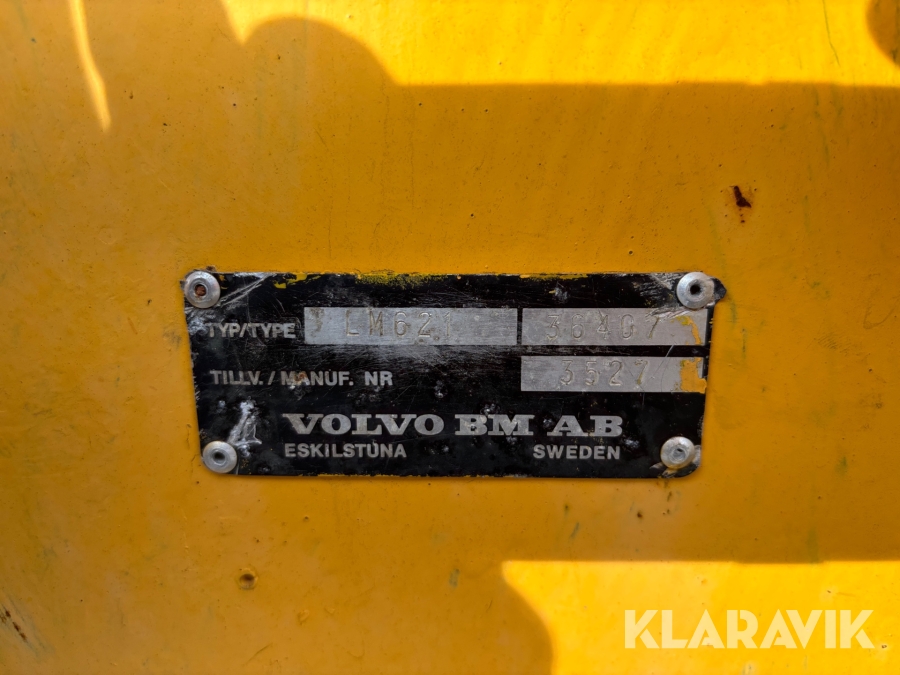 TYP/TYPE LM621 36407
TILLV./MANUF. NR 3527
VOLVO BM AB
ESKILSTUNA SWEDEN
KLARAVIK